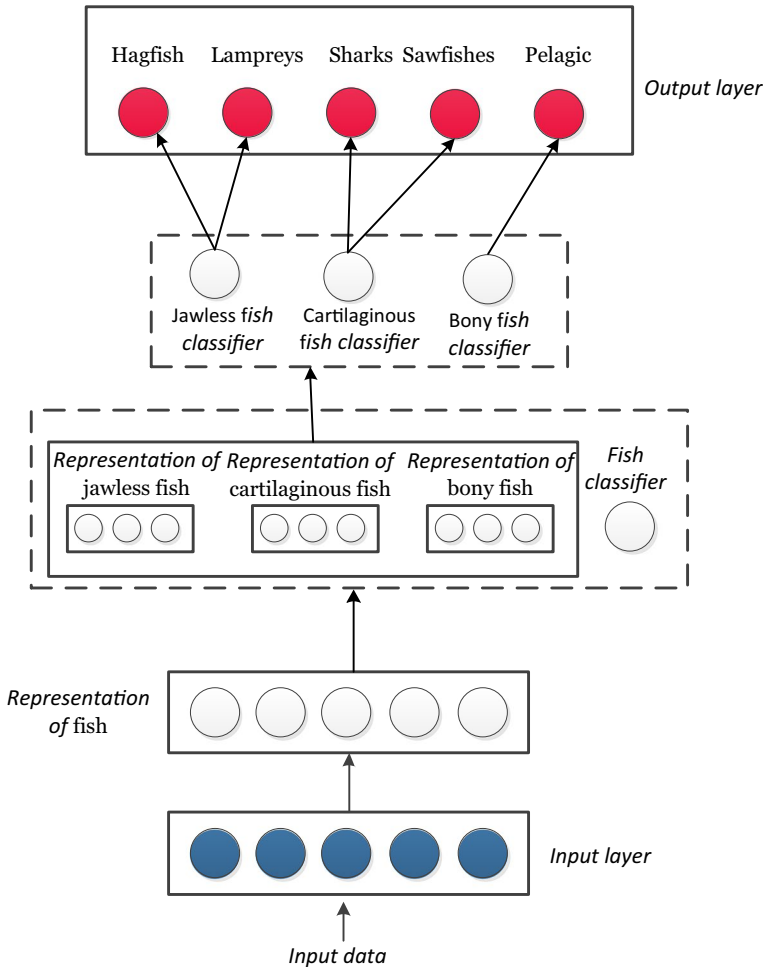 Hagfish Lampreys Sharks Sawfishes Pelagic
Output layer
Jawless fish
classifier
Cartilaginous
fish classifier
Bony fish
classifier
Representation of
jawless fish
Representation of
cartilaginous fish
Representation of
bony fish
Fish
classifier
Representation
of fish
Input layer
Input data